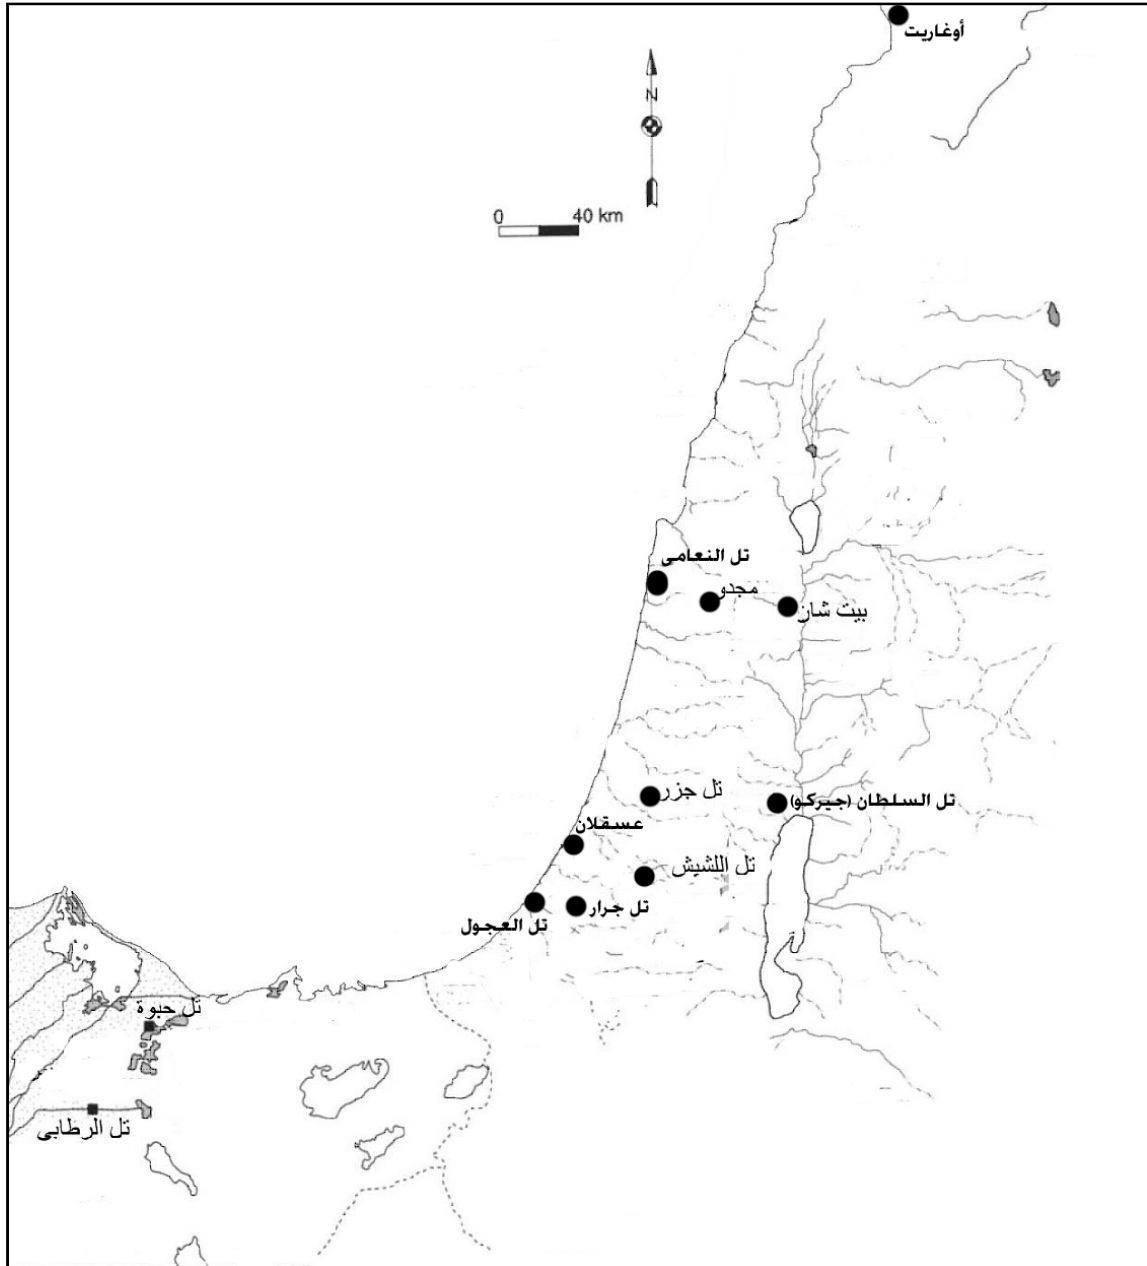 أوغاريت
N
0 40 km
تل النعامى
مجدو
بيت شان
تل جزر
تل السلطان (جيركو)
عسقلان
تل اللشيش
تل جرار
تل العجول
تل حبوة
تل الرطابى